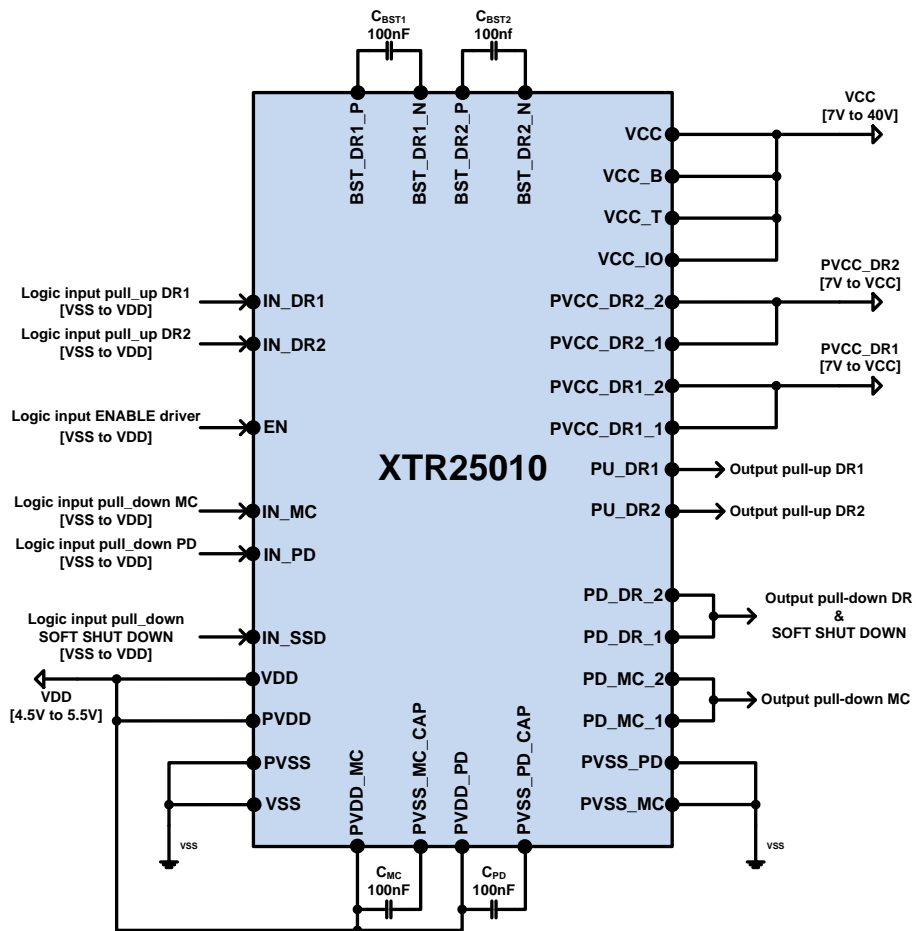 CBST1
100nF
CBST2
100nf
BST_DR1_P
BST_DR1_N
BST_DR2_P
BST_DR2_N
VCC
[7V to 40V]
VCC
VCC_B
VCC_T
VCC_IO
PVCC_DR2
[7V to VCC]
Logic input pull_up DR1
[VSS to VDD]
IN_DR1
PVCC_DR2_2
Logic input pull_up DR2
[VSS to VDD]
IN_DR2
PVCC_DR2_1
PVCC_DR1
[7V to VCC]
PVCC_DR1_2
Logic input ENABLE driver
[VSS to VDD]
EN
PVCC_DR1_1
XTR25010
PU_DR1
Output pull-up DR1
Logic input pull_down MC
[VSS to VDD]
IN_MC
PU_DR2
Output pull-up DR2
Logic input pull_down PD
[VSS to VDD]
IN_PD
PD_DR_2
Output pull-down DR
&
SOFT SHUT DOWN
PD_DR_1
Logic input pull_down
SOFT SHUT DOWN
[VSS to VDD]
IN_SSD
VDD
VDD
[4.5V to 5.5V]
PD_MC_2
Output pull-down MC
PD_MC_1
PVDD
PVSS
VSS
PVSS_PD
PVSS_MC
PVDD_MC
PVSS_MC_CAP
PVDD_PD
PVSS_PD_CAP
VSS
VSS
CMC
100nF
CPD
100nF